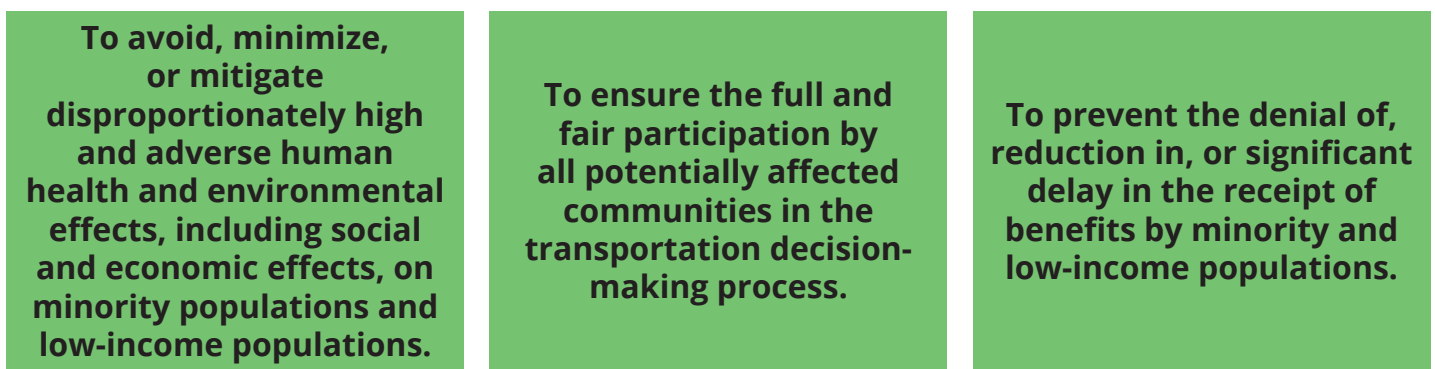 To avoid, minimize,
or mitigate
disproportionately high
and adverse human
health and environmental
effects, including social
and economic effects, on
minority populations and
low-income populations.
To ensure the full and
fair participation by
all potentially affected
communities in the
transportation decision-
making process.
To prevent the denial of,
reduction in, or significant
delay in the receipt of
benefits by minority and
low-income populations.